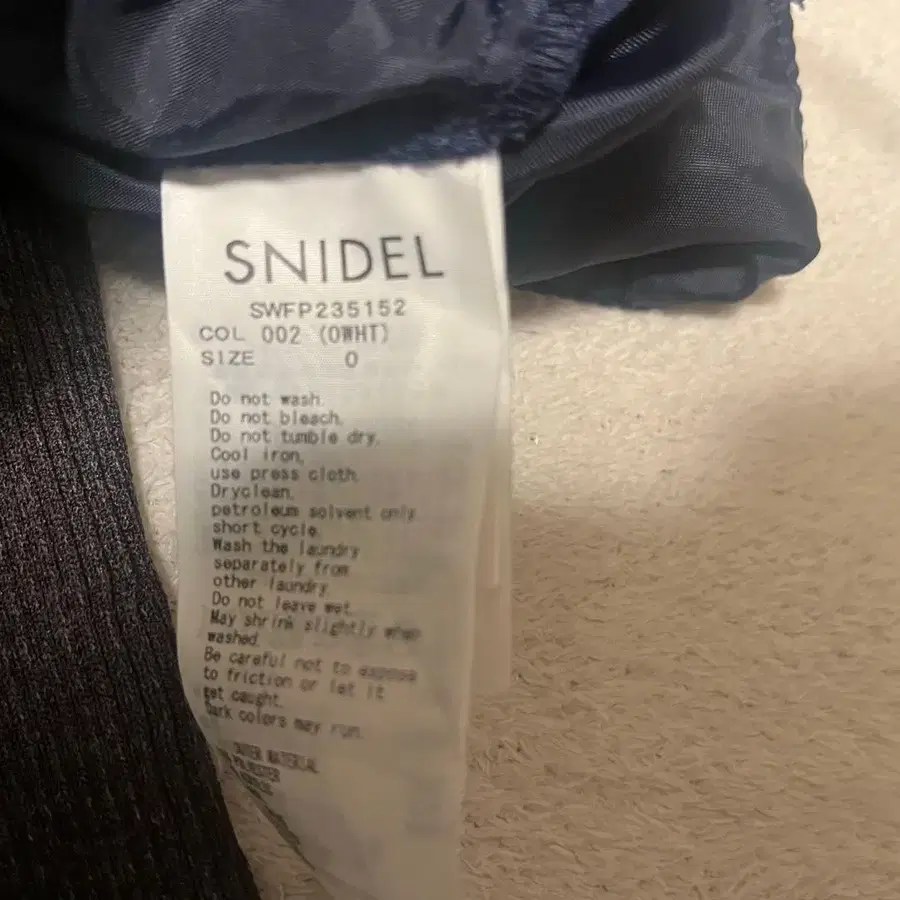 SNIDEL
SWFP235152
COL 002 (OWHT)
SIZE 0
Do not wash.
Do not bleach.
Do not tumble dry.
Cool iron,
use press cloth.
Dryclean.
petroleum solvent only
short cycle.
Wash the laundry
separately from
other laundry.
Do not leave wet.
May shrink slightly when
washed.
Be careful not to expose
to friction or let it
get caught.
Dark colors may run.
OUTER MATERIAL
POLYESTER